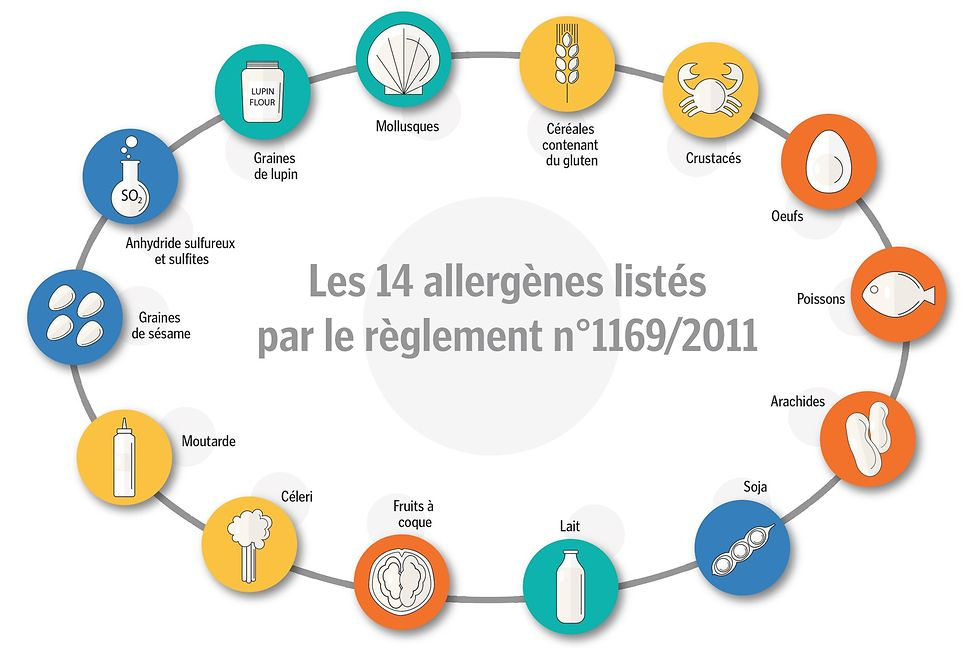 Les 14 allergènes listés
par le règlement n°1169/2011
Mollusques
Céréales
contenant
du gluten
Crustacés
Oeufs
Poissons
Arachides
Soja
Lait
Fruits à
coque
Céleri
Moutarde
Graines
de sésame
SO₂
Anhydride sulfureux
et sulfites
LUPIN
FLOUR
Graines
de lupin